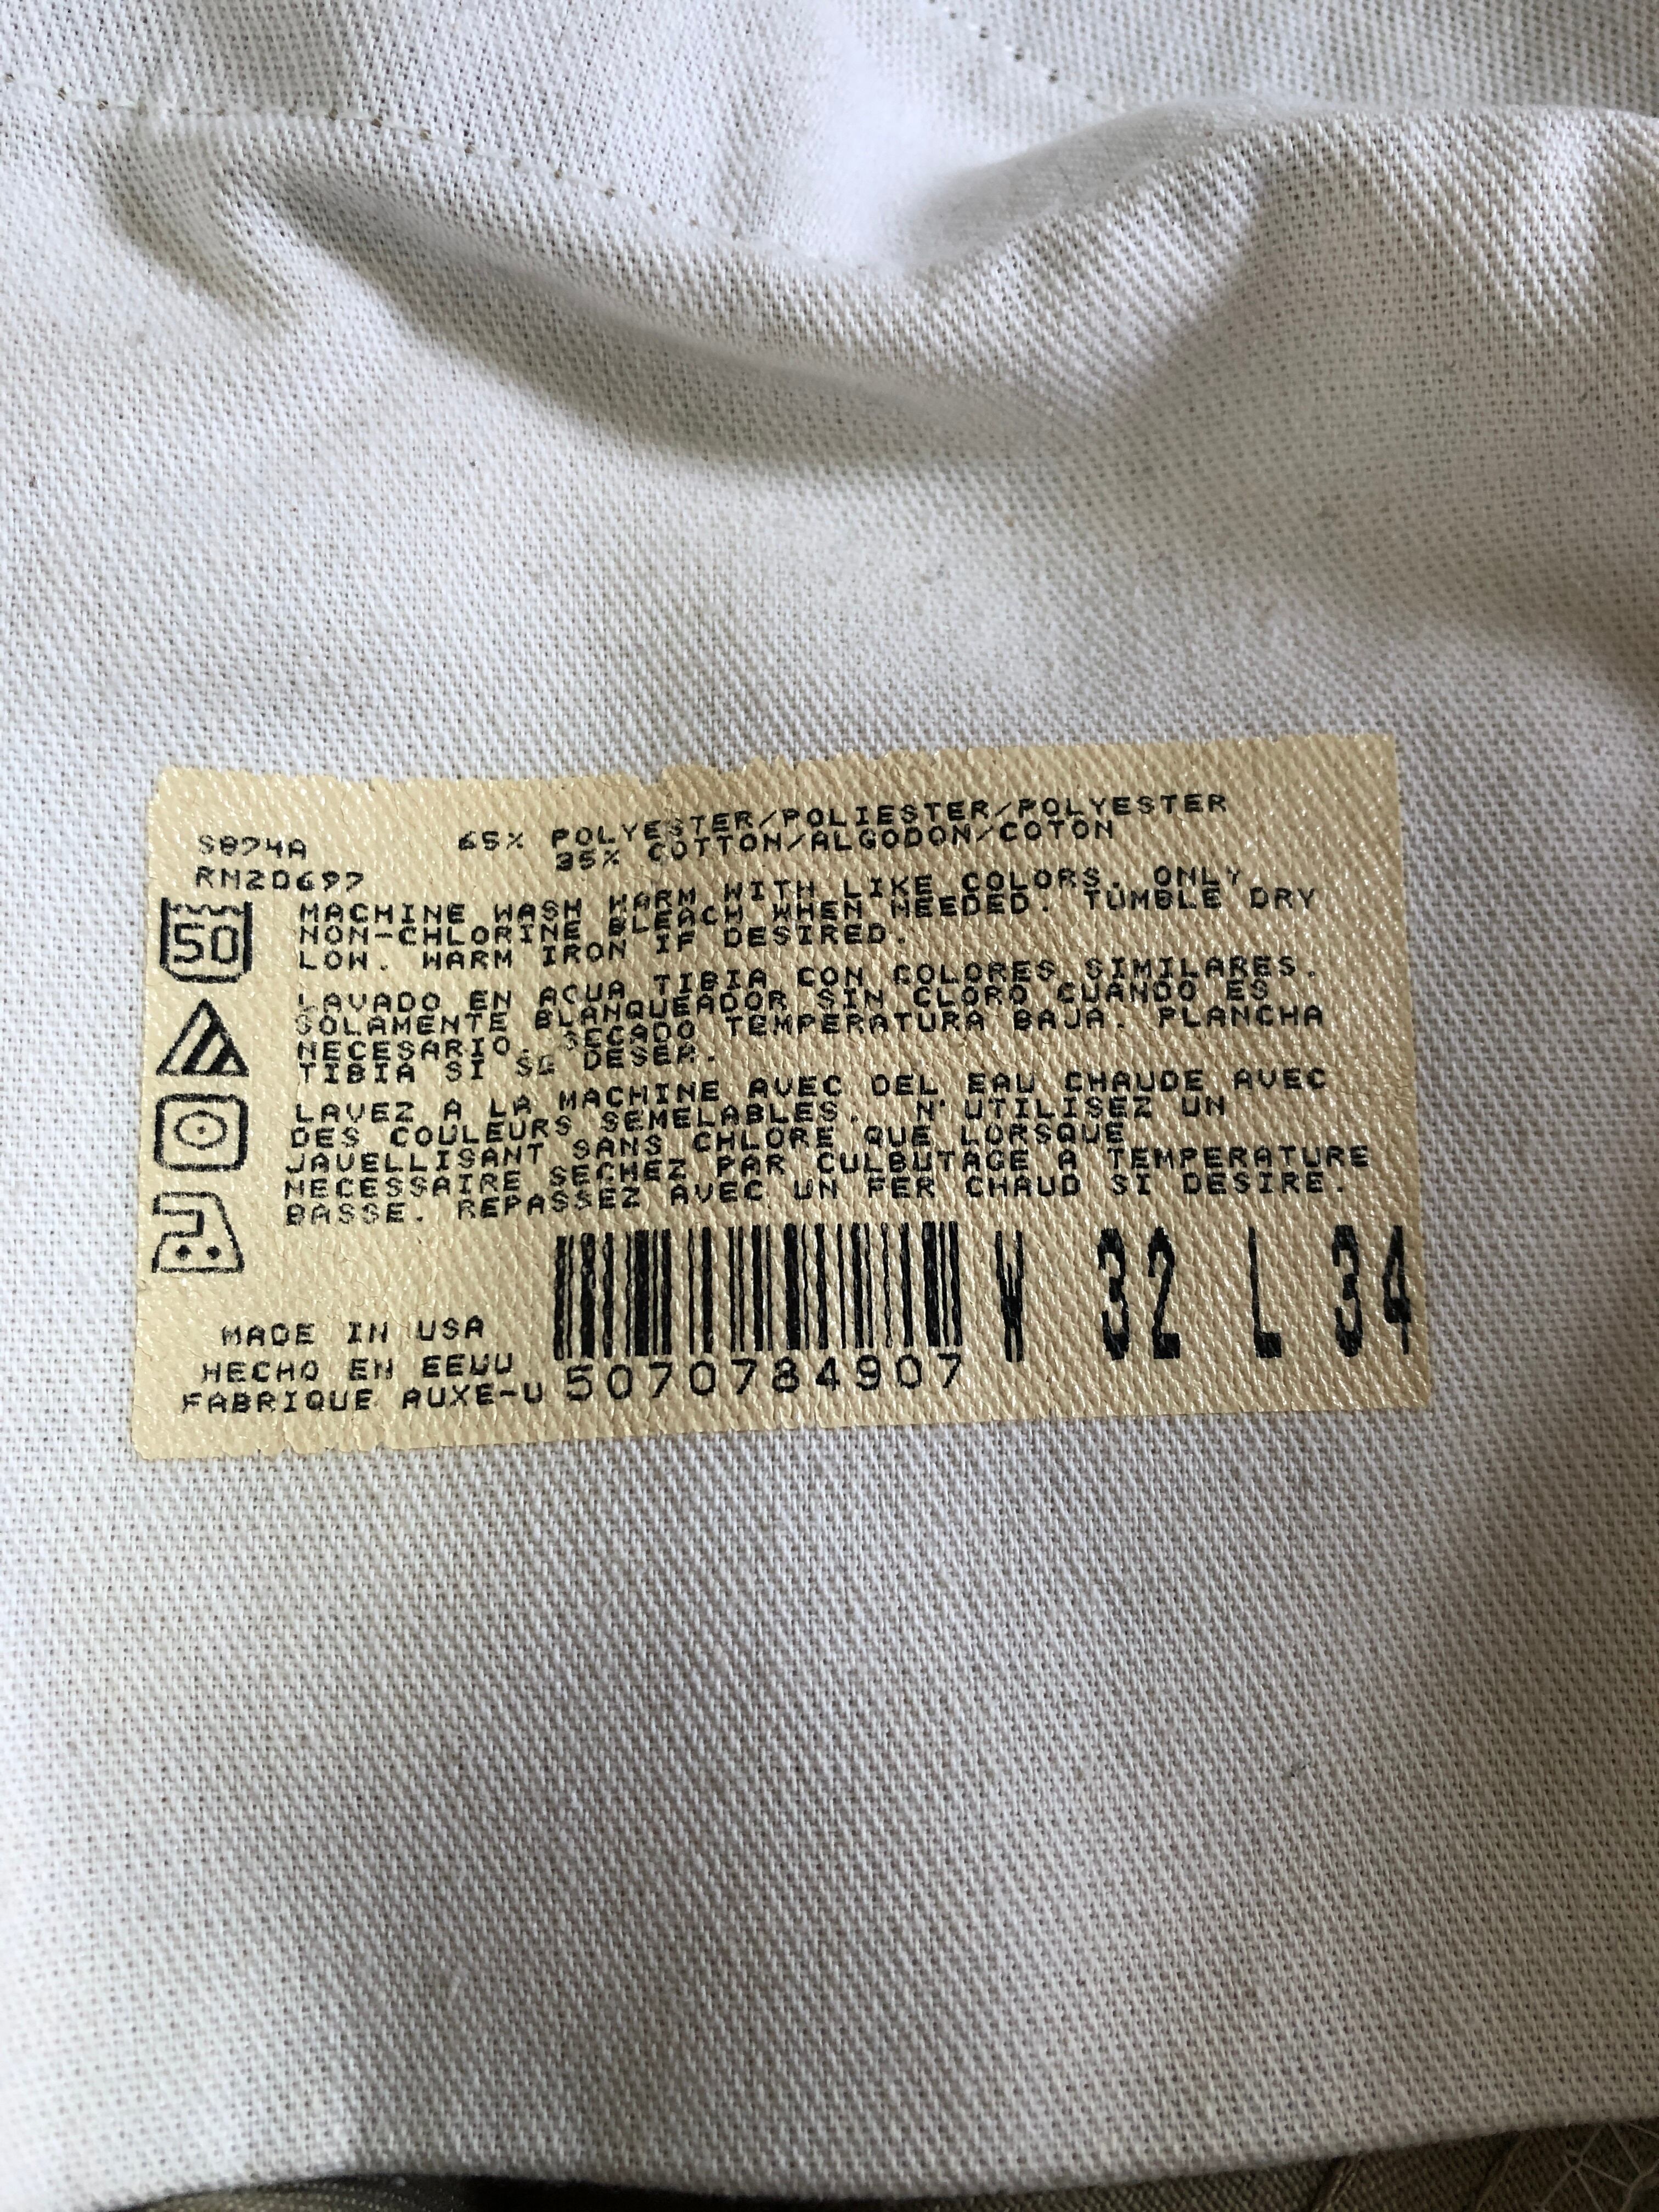 S874A
RN20697
65% POLYESTER/POLIESTER/POLYESTER
35% COTTON/ALGODON/COTON
MACHINE WASH WARM WITH LIKE COLORS. ONLY
NON-CHLORINE BLEACH WHEN NEEDED. TUMBLE DRY
LOW. WARM IRON IF DESIRED.
50
LAVADO EN AGUA TIBIA CON COLORES SIMILARES.
SOLAMENTE BLANQUEADOR SIN CLORO CUANDO ES
NECESARIO. SECADO TEMPERATURA BAJA. PLANCHA
TIBIA SI SE DESER.
LAVEZ A LA MACHINE AVEC DEL EAU CHAUDE AVEC
DES COULEURS SEMELABLES. N'UTILISEZ UN
JAVELLISANT SANS CHLORE QUE LORSQUE
NECESSAIRE SECHEZ PAR CULBUTAGE A TEMPERATURE
BASSE. REPASSEZ AVEC UN FER CHAUD SI DESIRE.
W 32 L 34
MADE IN USA
HECHO EN EEUU
FABRIQUE AUXE-U
5070784907